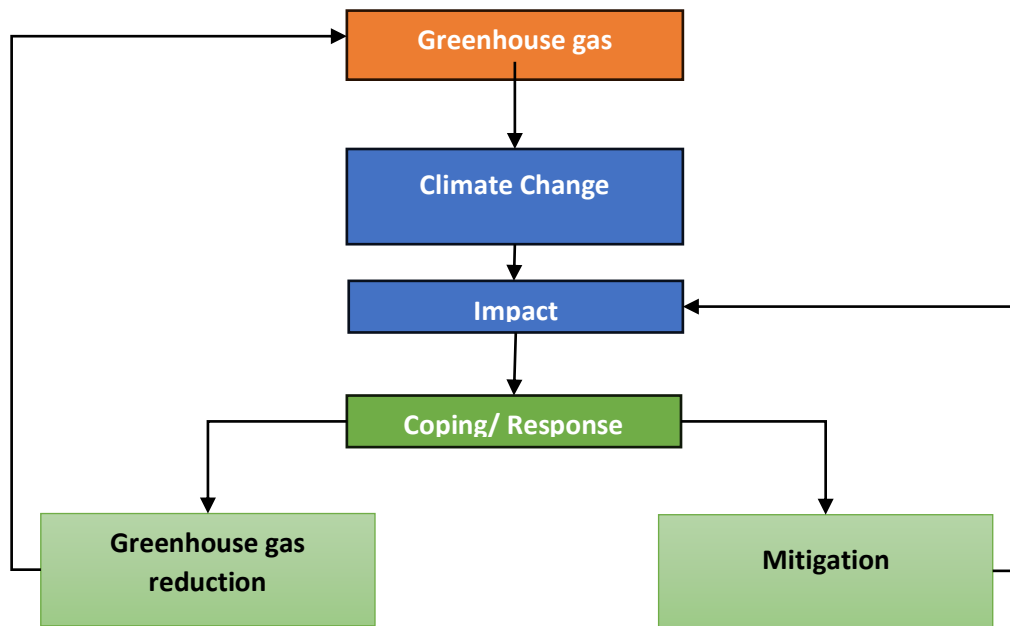 Greenhouse gas
Climate Change
Impact
Coping/ Response
Greenhouse gas
reduction
Mitigation